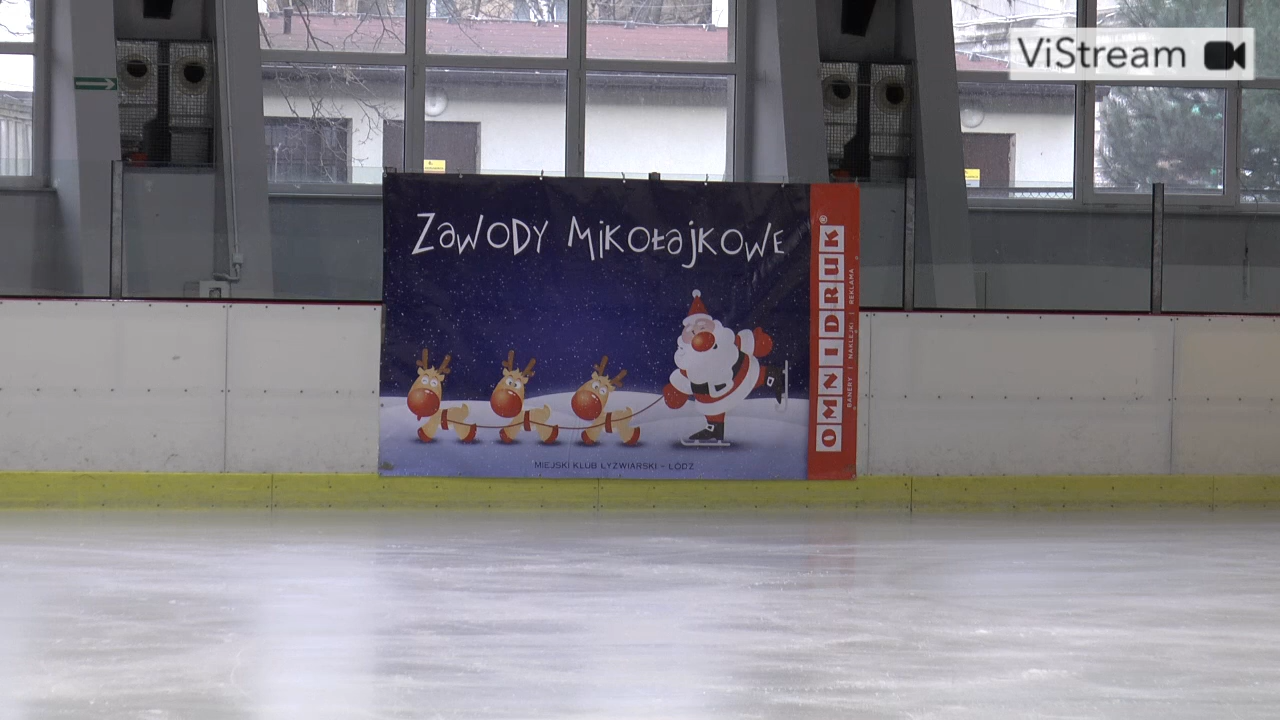 ViStream
ZAWODY MIKOŁAJKOWE
MIEJSKI KLUB ŁYŻWIARSKI - ŁÓDŹ
OMNIDRUK®
BANERY | NAKLEJKI | REKLAMA